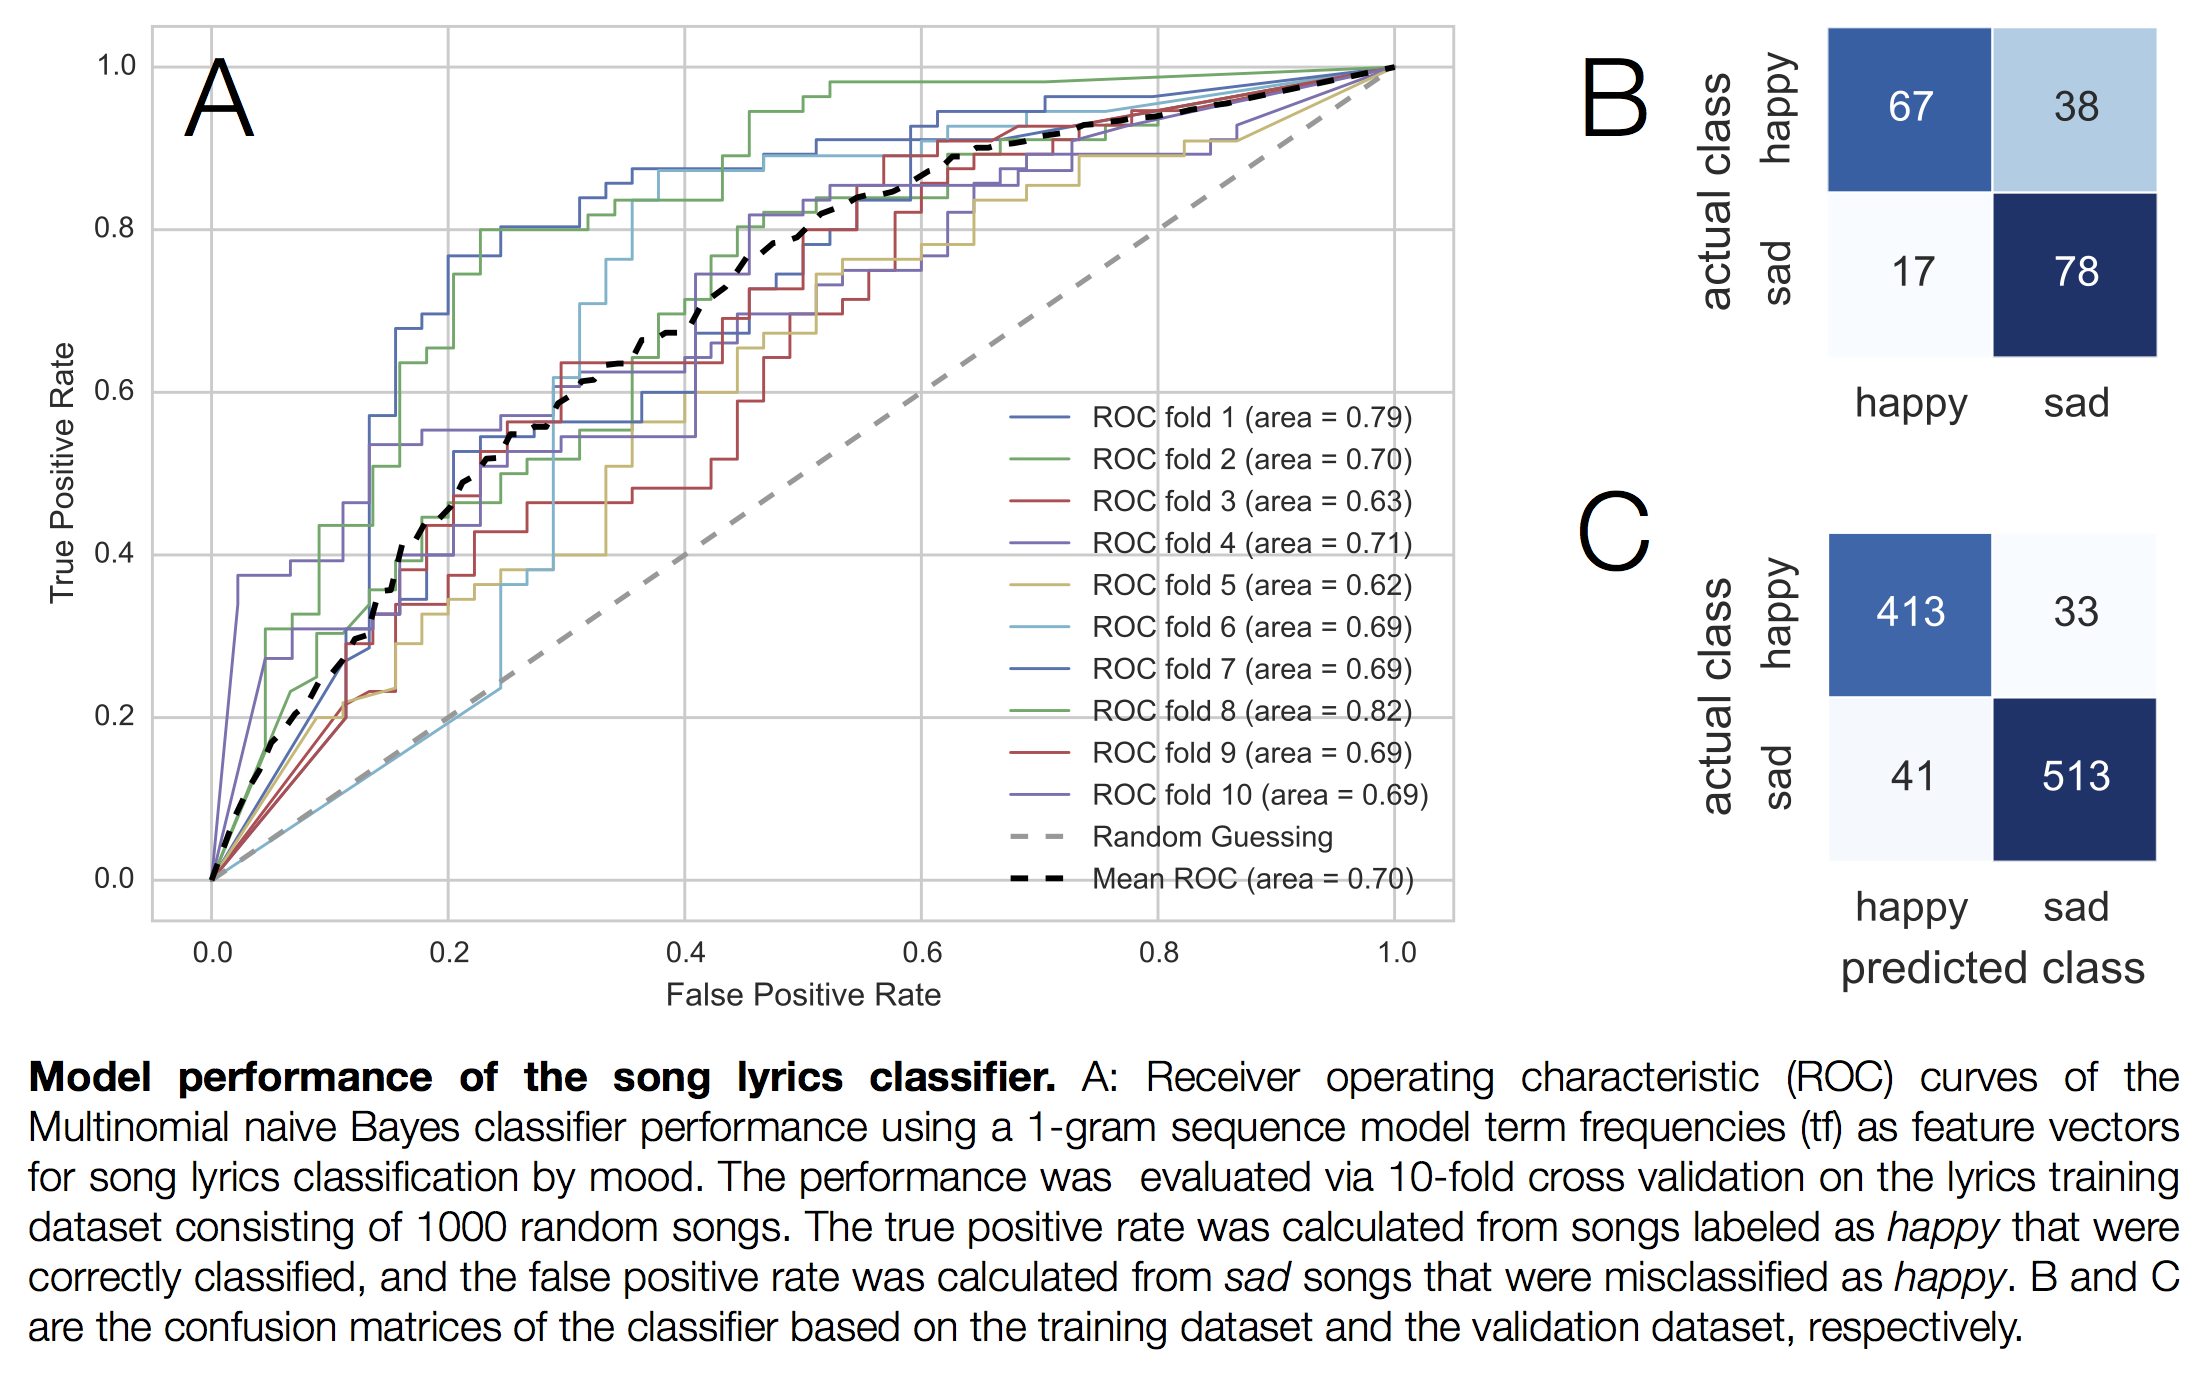 A
1.0
0.8
0.6
0.4
0.2
0.0
True Positive Rate
0.0 0.2 0.4 0.6 0.8 1.0
False Positive Rate
ROC fold 1 (area = 0.79)
ROC fold 2 (area = 0.70)
ROC fold 3 (area = 0.63)
ROC fold 4 (area = 0.71)
ROC fold 5 (area = 0.62)
ROC fold 6 (area = 0.69)
ROC fold 7 (area = 0.69)
ROC fold 8 (area = 0.82)
ROC fold 9 (area = 0.69)
ROC fold 10 (area = 0.69)
Random Guessing
Mean ROC (area = 0.70)
B
actual class
happy
sad
67 38
17 78
happy sad
C
actual class
happy
sad
413 33
41 513
happy sad
predicted class
Model performance of the song lyrics classifier. A: Receiver operating characteristic (ROC) curves of the
Multinomial naive Bayes classifier performance using a 1-gram sequence model term frequencies (tf) as feature vectors
for song lyrics classification by mood. The performance was evaluated via 10-fold cross validation on the lyrics training
dataset consisting of 1000 random songs. The true positive rate was calculated from songs labeled as happy that were
correctly classified, and the false positive rate was calculated from sad songs that were misclassified as happy. B and C
are the confusion matrices of the classifier based on the training dataset and the validation dataset, respectively.